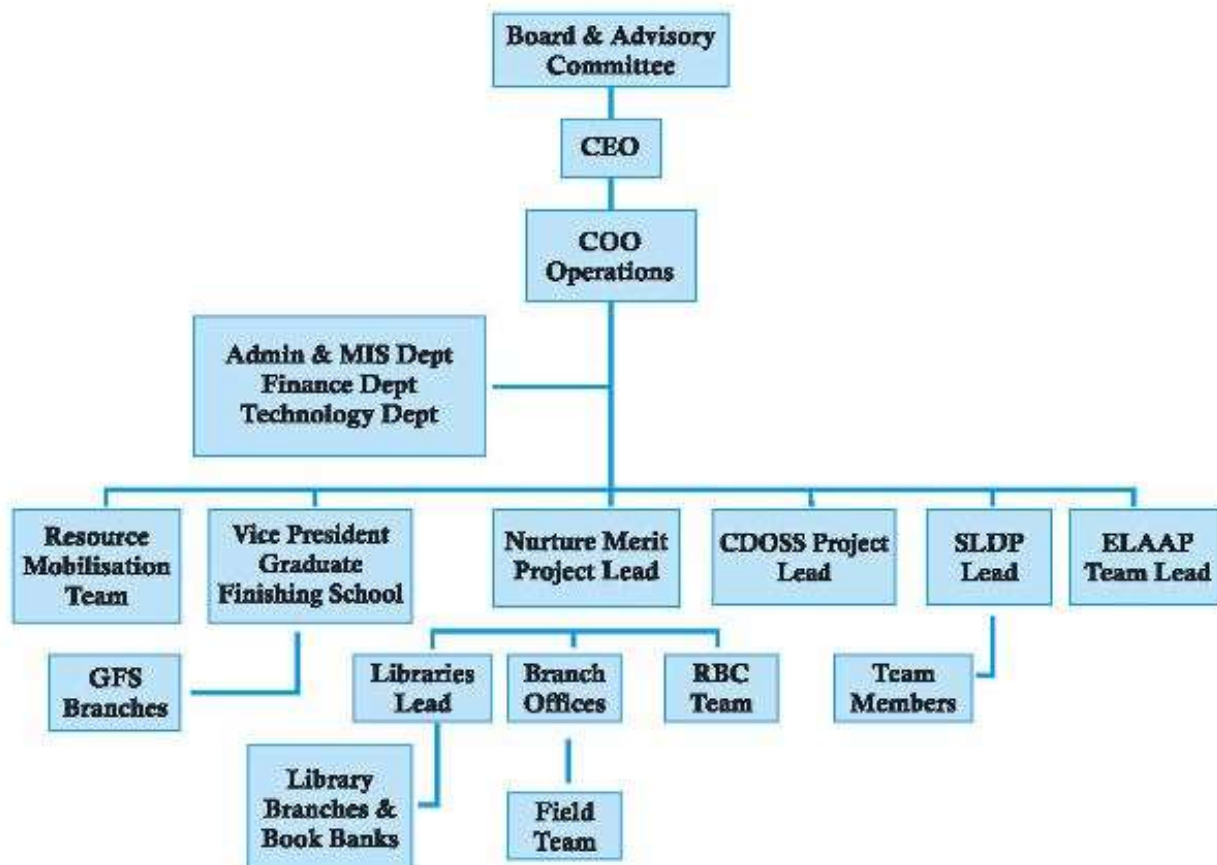 Board & Advisory
Committee
CEO
COO
Operations
Admin & MIS Dept
Finance Dept
Technology Dept
Resource
Mobilisation
Team
Vice President
Graduate
Finishing School
Nurture Merit
Project Lead
CDOSS Project
Lead
SLDP
Lead
ELAAP
Team Lead
GFS
Branches
Libraries
Lead
Branch
Offices
RBC
Team
Team
Members
Library
Branches &
Book Banks
Field
Team